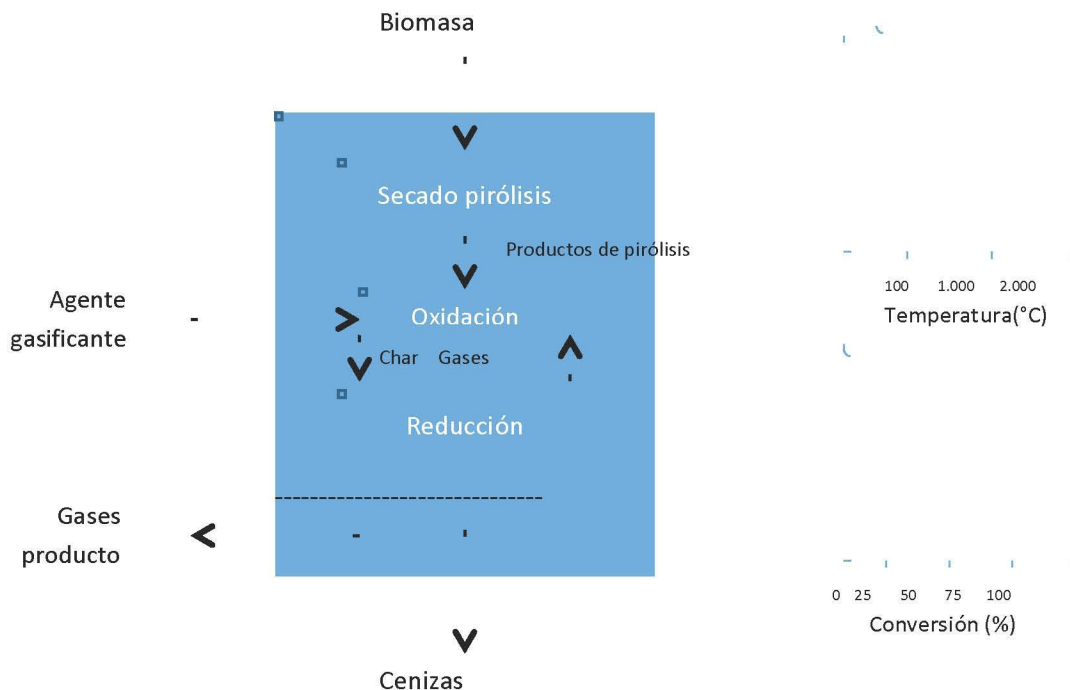 Biomasa
Secado pirólisis
Productos de pirólisis
Agente
gasificante
Oxidación
Char Gases
Reducción
Gases
producto
Cenizas
100 1.000 2.000
Temperatura(°C)
0 25 50 75 100
Conversión (%)